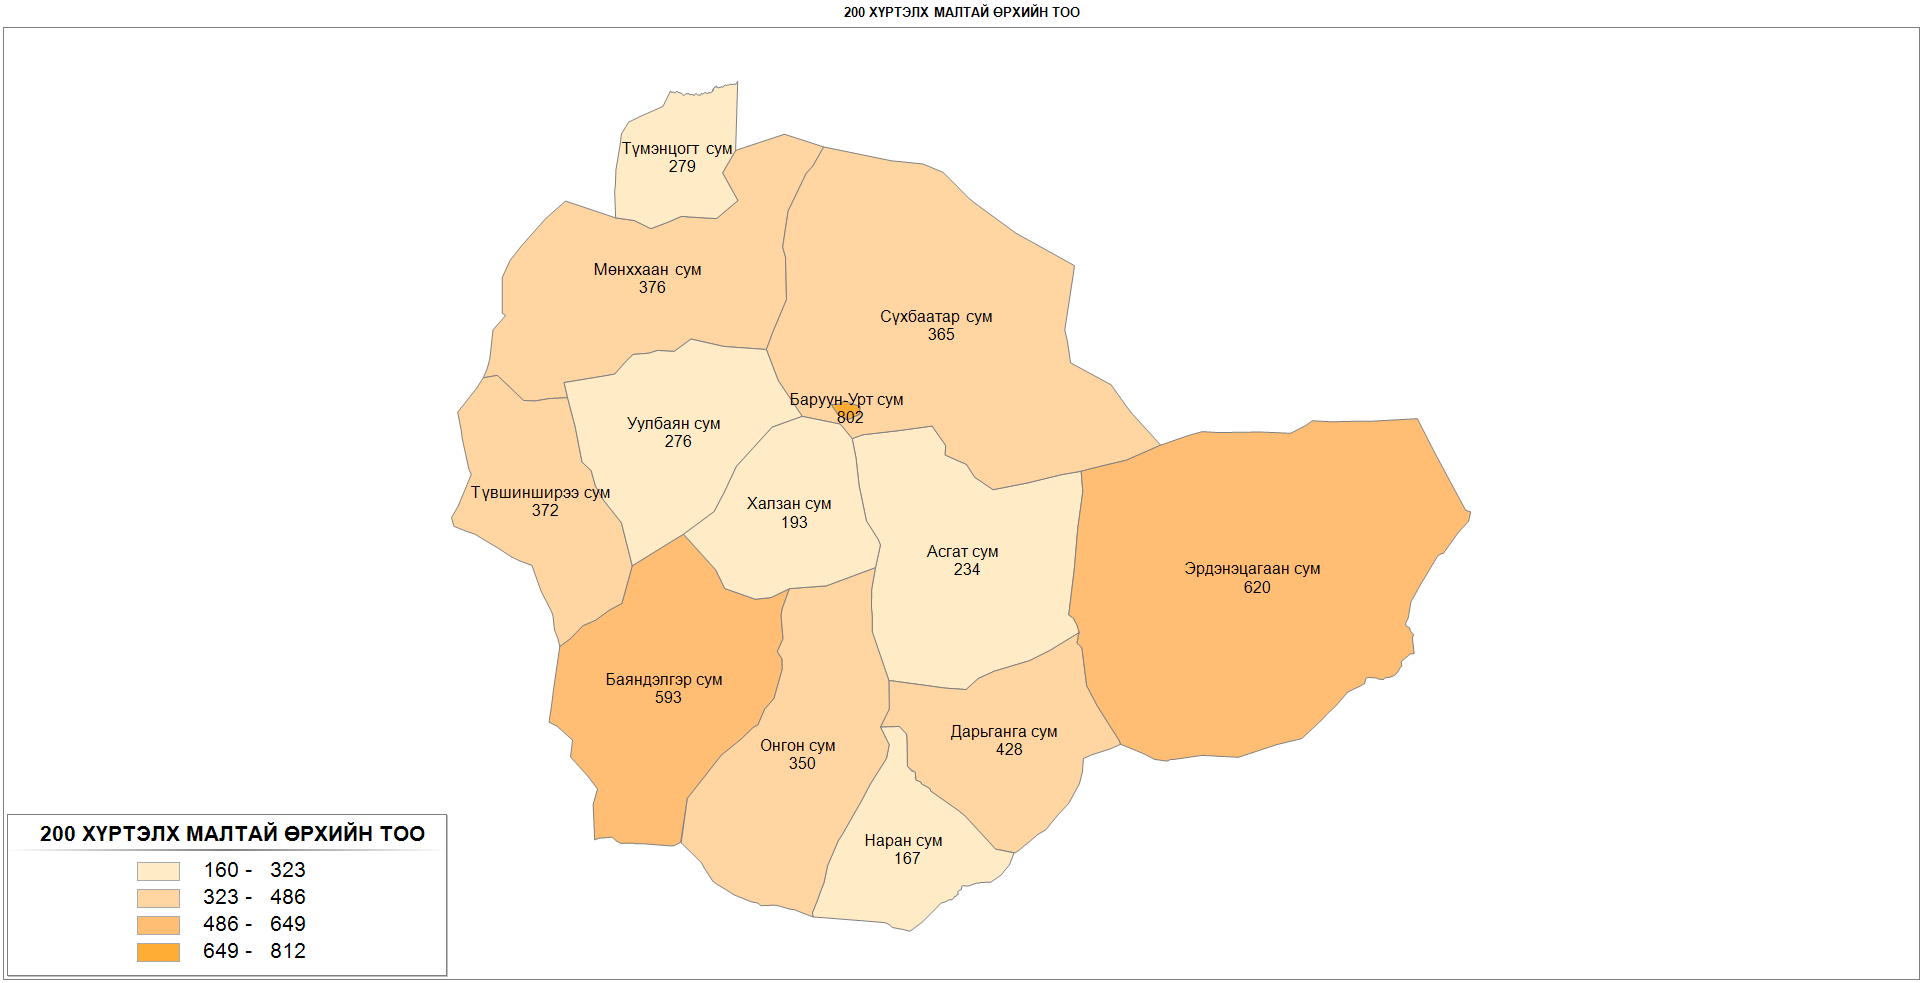 200 ХҮРТЭЛХ МАЛТАЙ ӨРХИЙН ТОО
Түмэнцогт сум
279
Мөнххаан сум
376
Сүхбаатар сум
365
Баруун-Урт сум
802
Уулбаян сум
276
Түвшинширээ сум
372
Халзан сум
193
Асгат сум
234
Эрдэнэцагаан сум
620
Баяндэлгэр сум
593
Онгон сум
350
Дарьганга сум
428
Наран сум
167
200 ХҮРТЭЛХ МАЛТАЙ ӨРХИЙН ТОО
160 - 323
323 - 486
486 - 649
649 - 812